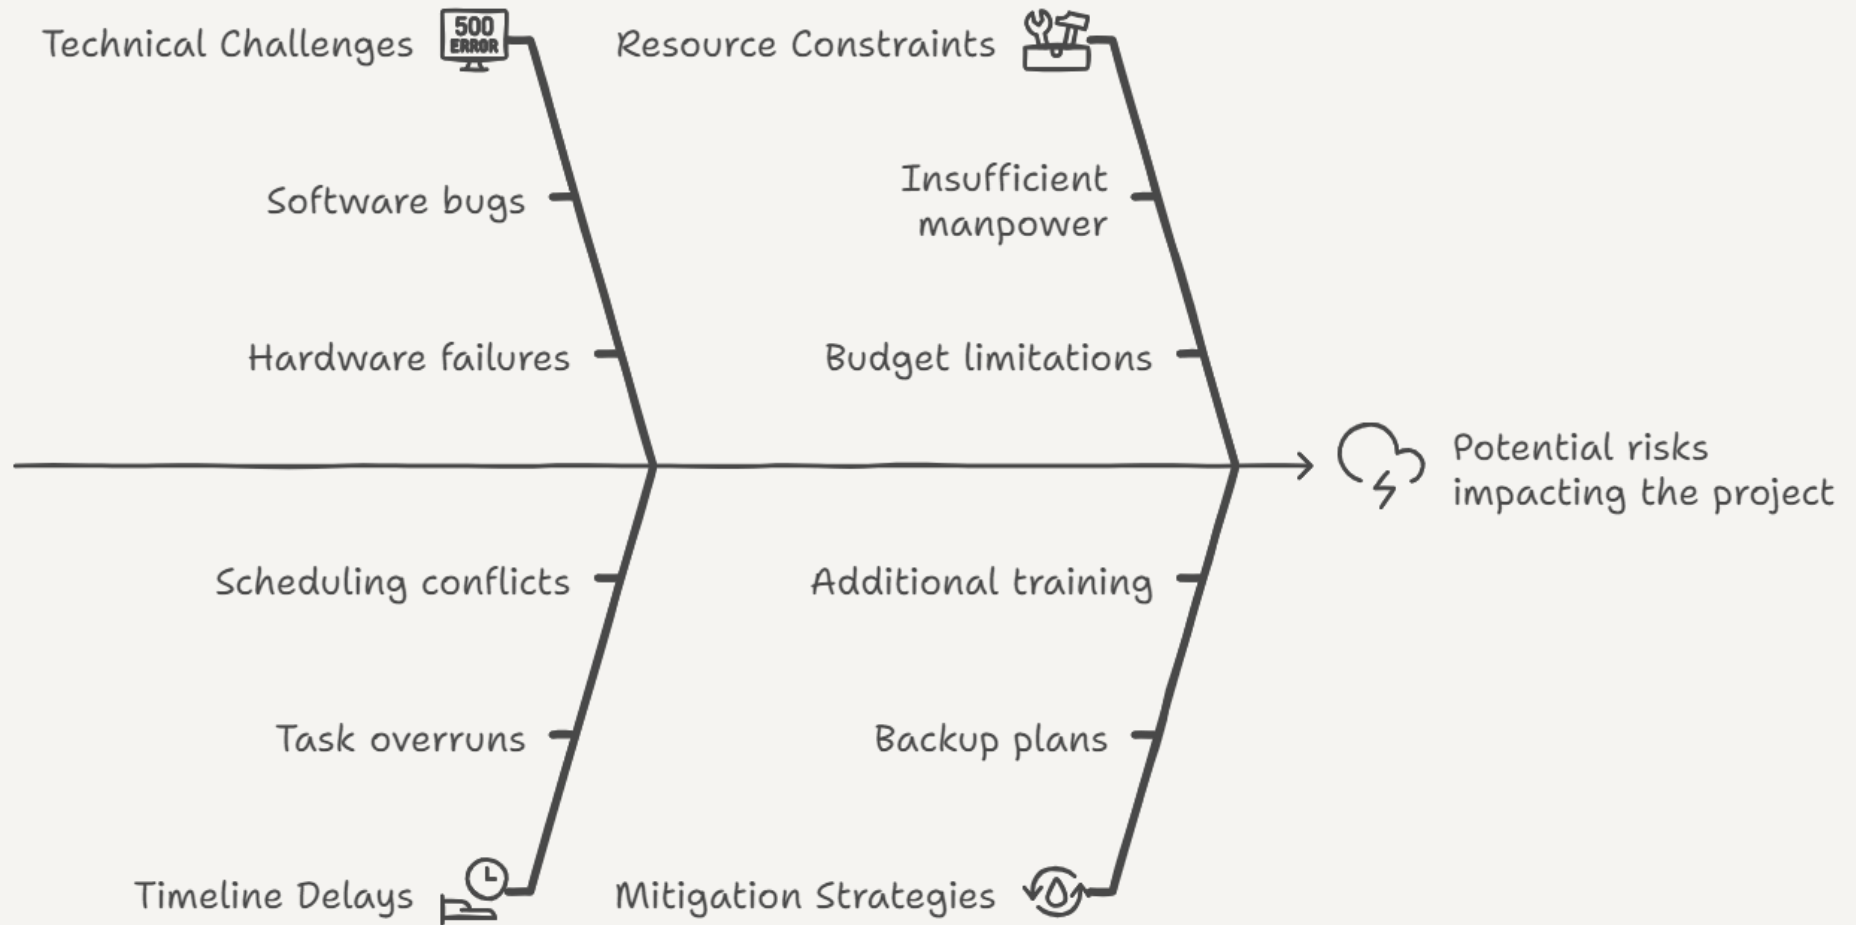 Technical Challenges
500
ERROR
Resource Constraints
Software bugs
Insufficient
manpower
Hardware failures
Budget limitations
Potential risks
impacting the project
Scheduling conflicts
Additional training
Task overruns
Backup plans
Timeline Delays
Mitigation Strategies